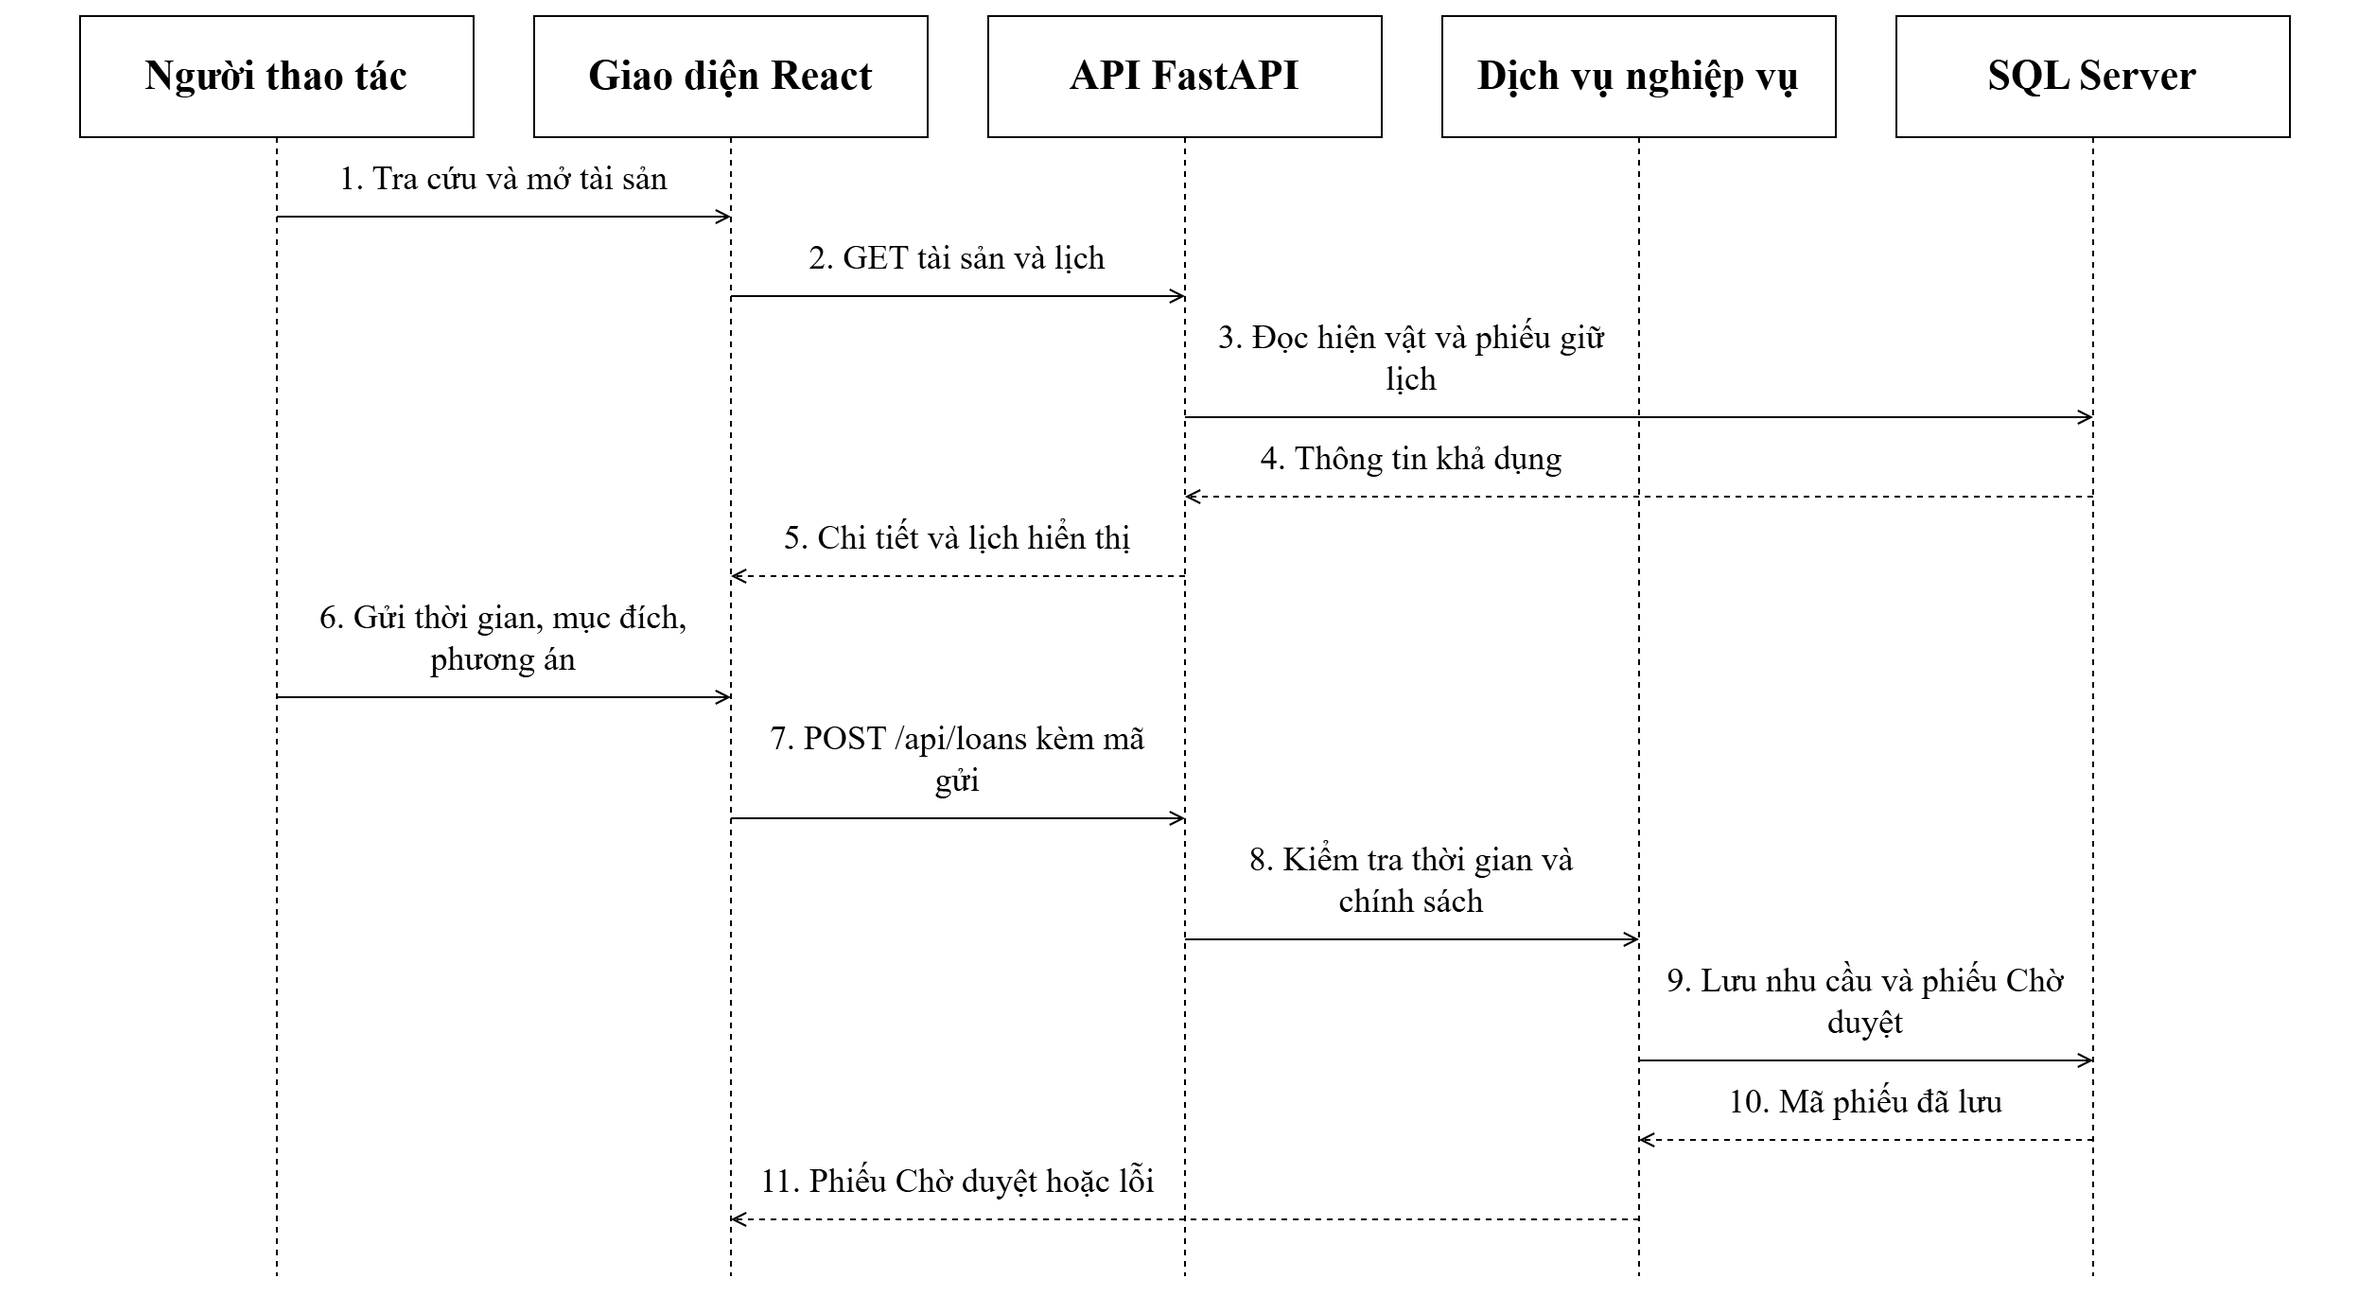 Người thao tác
Giao diện React
API FastAPI
Dịch vụ nghiệp vụ
SQL Server
1. Tra cứu và mở tài sản
2. GET tài sản và lịch
3. Đọc hiện vật và phiếu giữ
lịch
4. Thông tin khả dụng
5. Chi tiết và lịch hiển thị
6. Gửi thời gian, mục đích,
phương án
7. POST /api/loans kèm mã
gửi
8. Kiểm tra thời gian và
chính sách
9. Lưu nhu cầu và phiếu Chờ
duyệt
10. Mã phiếu đã lưu
11. Phiếu Chờ duyệt hoặc lỗi